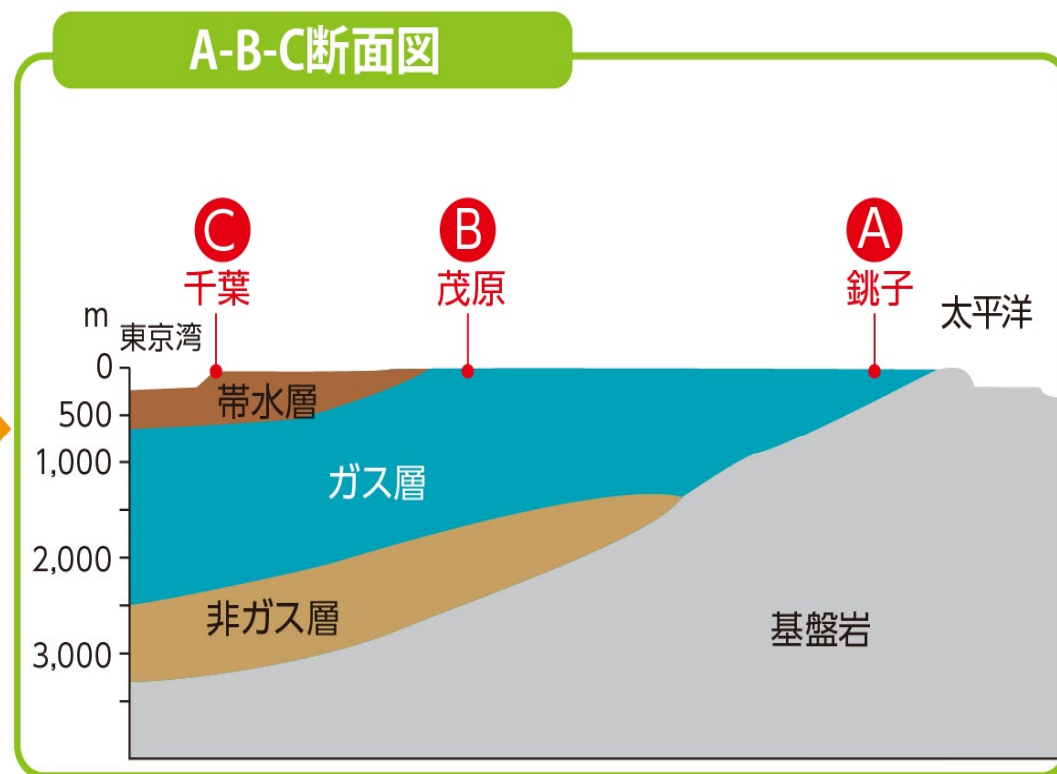 A-B-C断面図
C
千葉
B
茂原
A
銚子
m
東京湾
太平洋
0
500
1,000
2,000
3,000
帯水層
ガス層
非ガス層
基盤岩